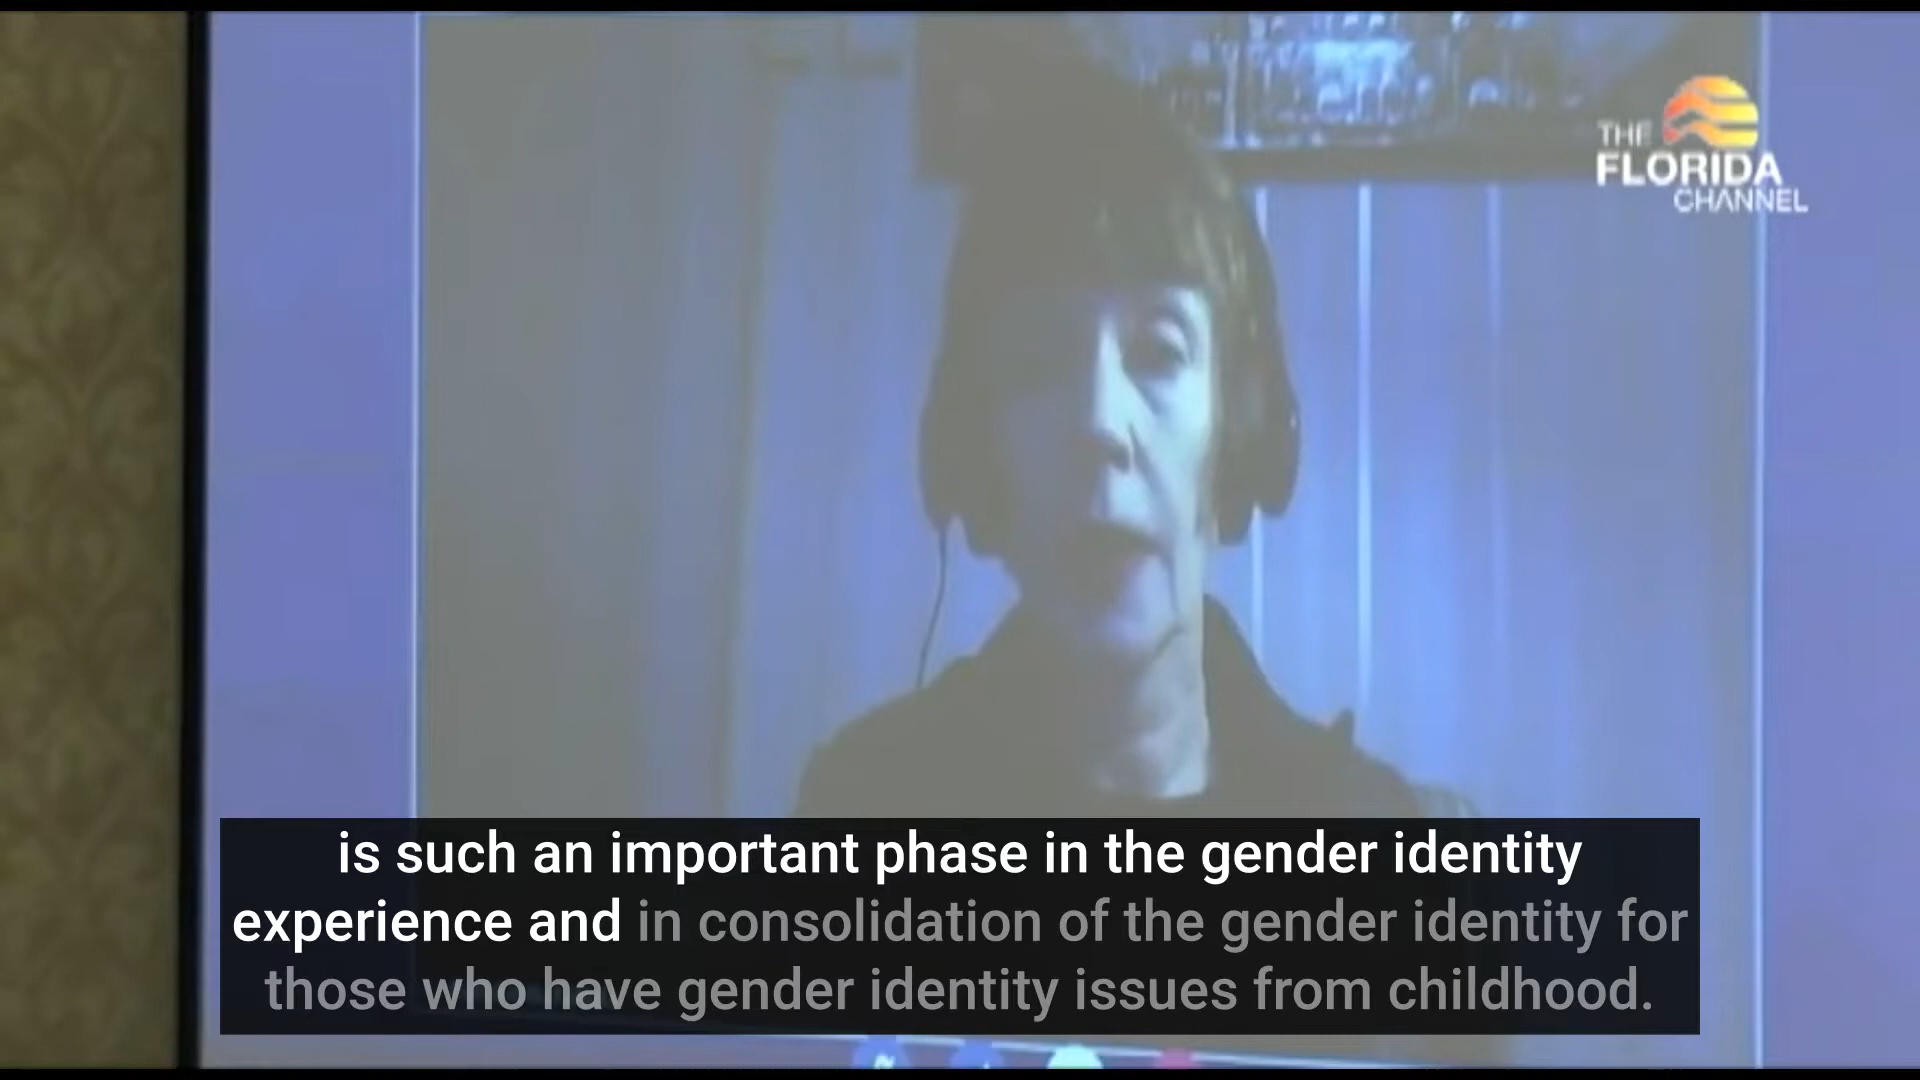 THE
FLORIDA
CHANNEL
is such an important phase in the gender identity
experience and in consolidation of the gender identity for
those who have gender identity issues from childhood.